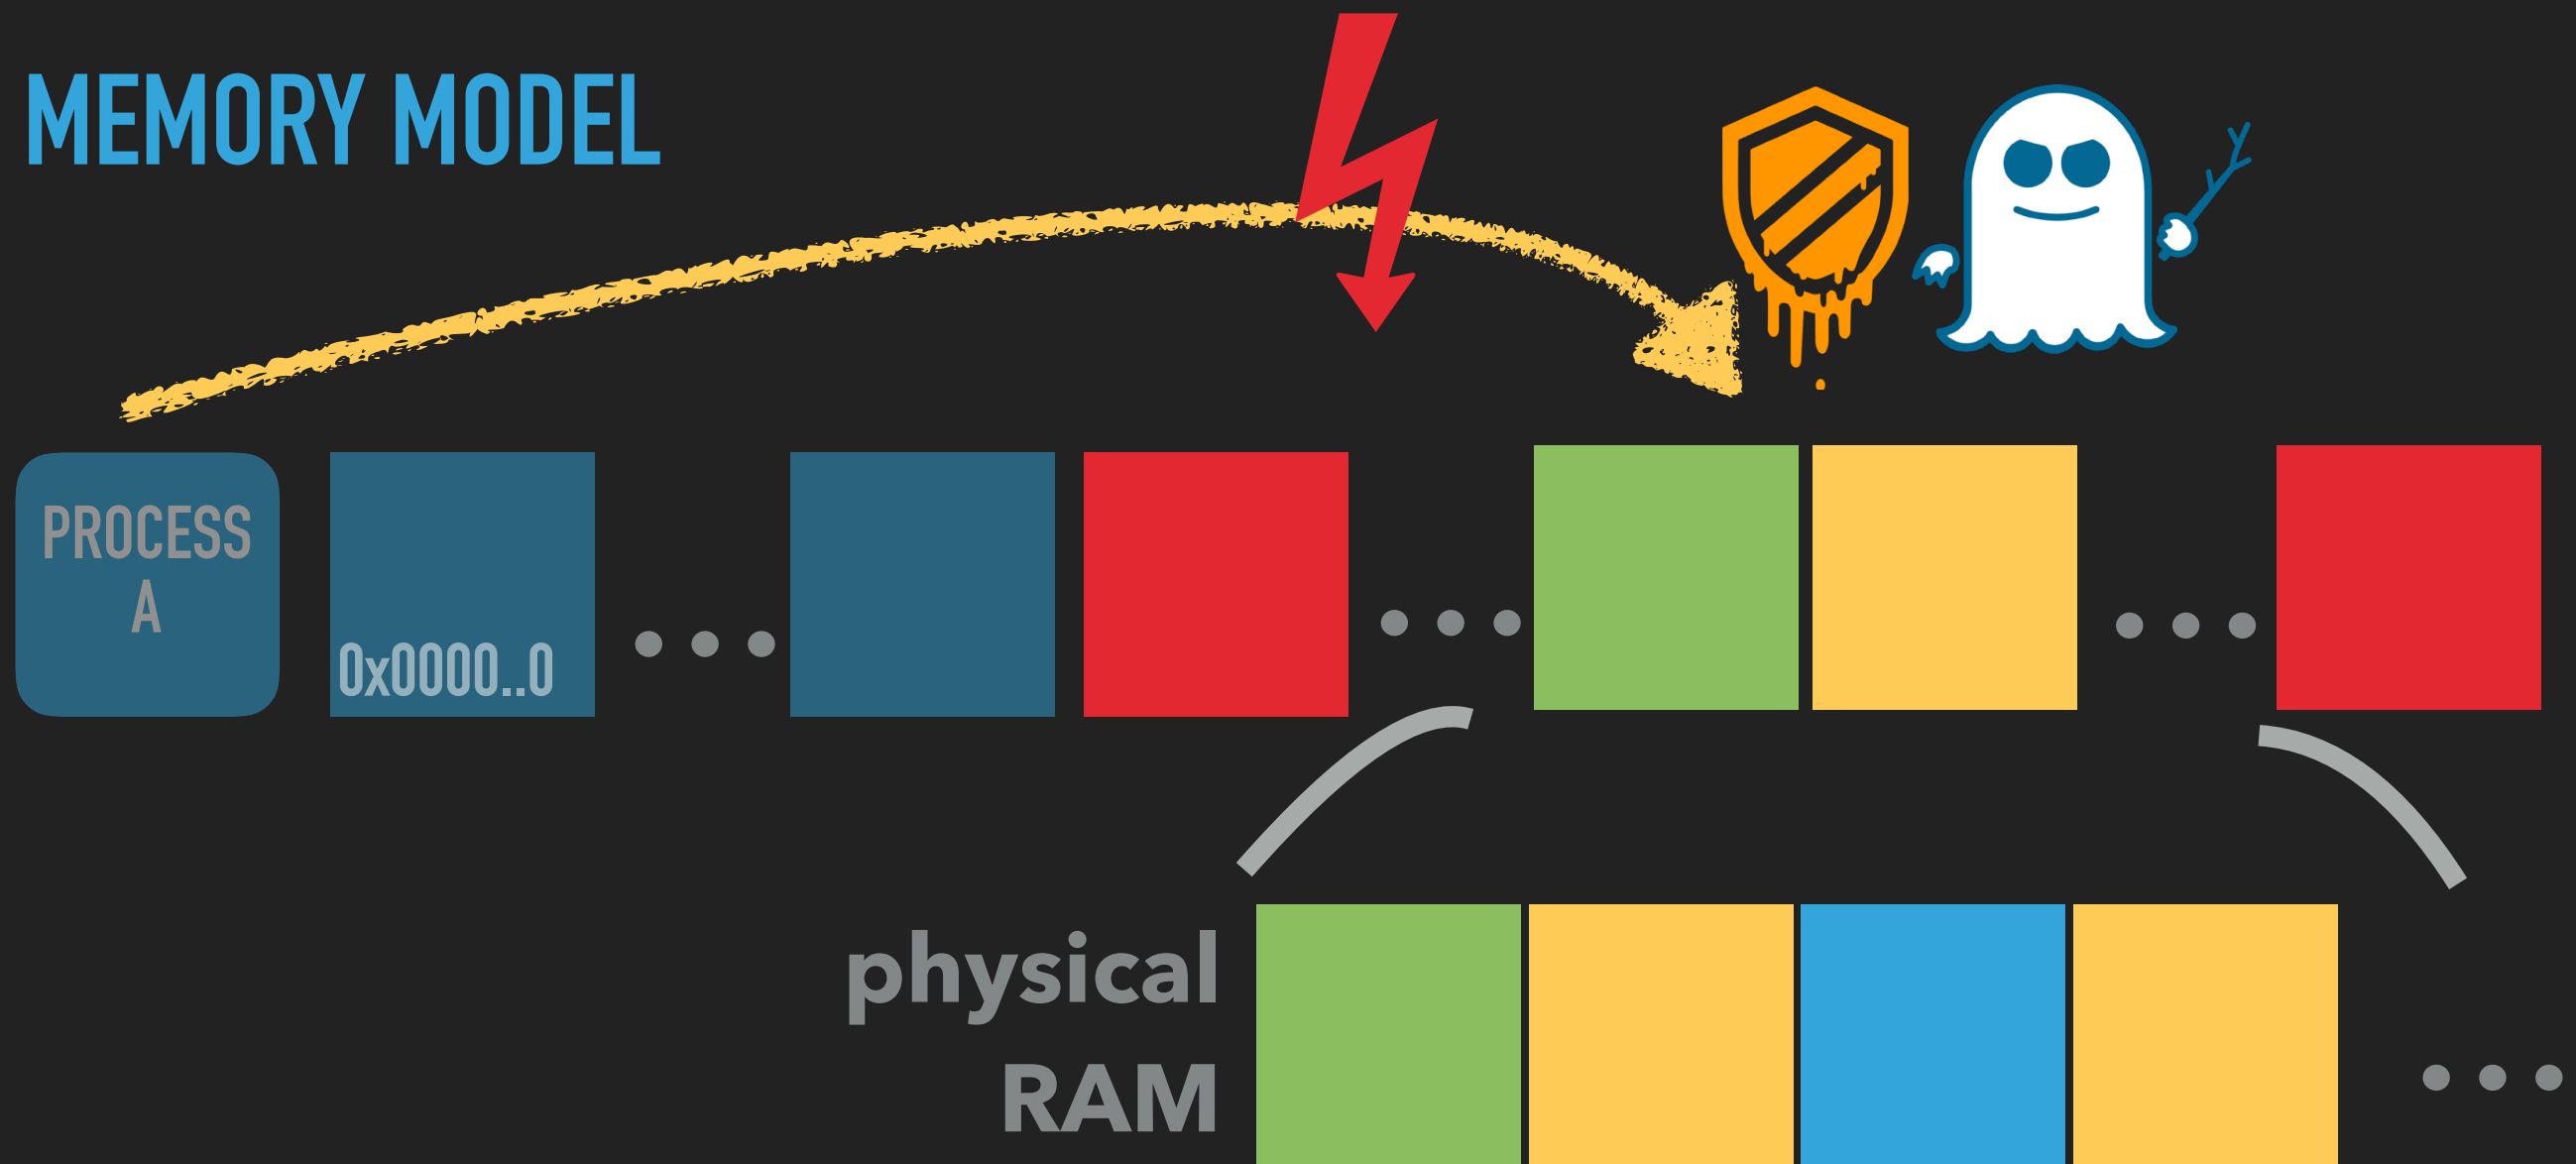 MEMORY MODEL
PROCESS
A
0x0000..0
physical
RAM